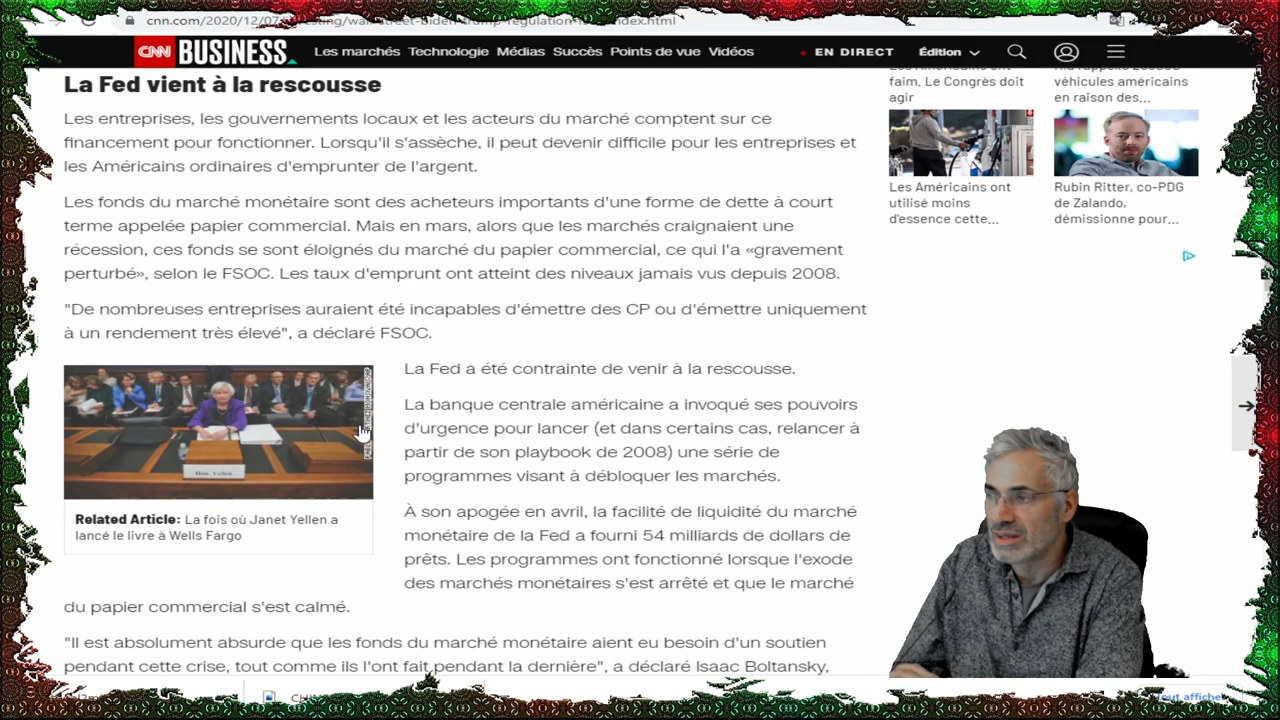 cnn.com/2020/12/07
index.html
CNN BUSINESS Les marchés Technologie Médias Succès Points de vue Vidéos EN DIRECT Édition
La Fed vient à la rescousse
Les entreprises, les gouvernements locaux et les acteurs du marché comptent sur ce
financement pour fonctionner. Lorsqu'il s'assèche, il peut devenir difficile pour les entreprises et
les Américains ordinaires d'emprunter de l'argent.
Les fonds du marché monétaire sont des acheteurs importants d'une forme de dette à court
terme appelée papier commercial. Mais en mars, alors que les marchés craignaient une
récession, ces fonds se sont éloignés du marché du papier commercial, ce qui l'a «gravement
perturbé», selon le FSOC. Les taux d'emprunt ont atteint des niveaux jamais vus depuis 2008.
"De nombreuses entreprises auraient été incapables d'émettre des CP ou d'émettre uniquement
à un rendement très élevé", a déclaré FSOC.
Hon. Yellen
Related Article: La fois où Janet Yellen a
lancé le livre à Wells Fargo
La Fed a été contrainte de venir à la rescousse.
La banque centrale américaine a invoqué ses pouvoirs
d'urgence pour lancer (et dans certains cas, relancer à
partir de son playbook de 2008) une série de
programmes visant à débloquer les marchés.
À son apogée en avril, la facilité de liquidité du marché
monétaire de la Fed a fourni 54 milliards de dollars de
prêts. Les programmes ont fonctionné lorsque l'exode
des marchés monétaires s'est arrêté et que le marché
du papier commercial s'est calmé.
"Il est absolument absurde que les fonds du marché monétaire aient eu besoin d'un soutien
pendant cette crise, tout comme ils l'ont fait pendant la dernière", a déclaré Isaac Boltansky,
faim. Le Congrès doit
agir
véhicules américains
en raison des...
Les Américains ont
utilisé moins
d'essence cette...
Rubin Ritter, co-PDG
de Zalando,
démissionne pour...
tout affiche